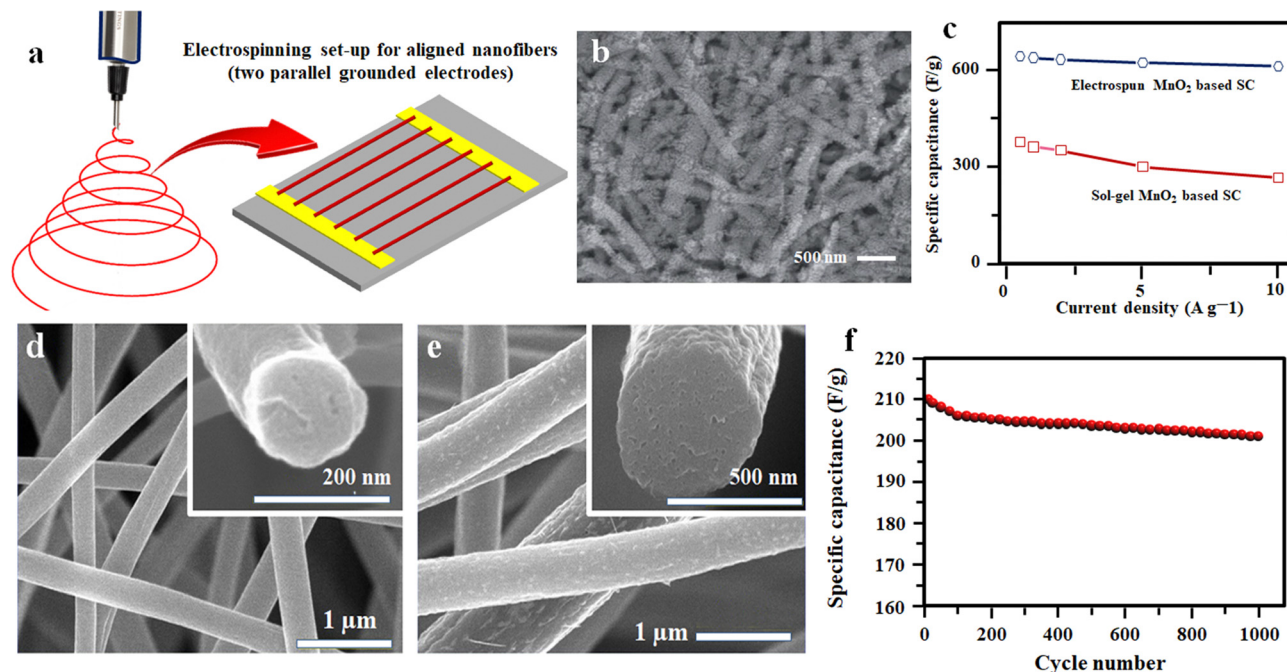 a
Electrospinning set-up for aligned nanofibers
(two parallel grounded electrodes)
b
500 nm
c
Specific capacitance (F/g)
600
300
0
Electrospun MnO₂ based SC
Sol-gel MnO₂ based SC
0
5
10
Current density (A g⁻¹)
d
200 nm
1 µm
e
500 nm
1 µm
f
Specific capacitance (F/g)
220
210
200
190
180
170
160
0
200
400
600
800
1000
Cycle number